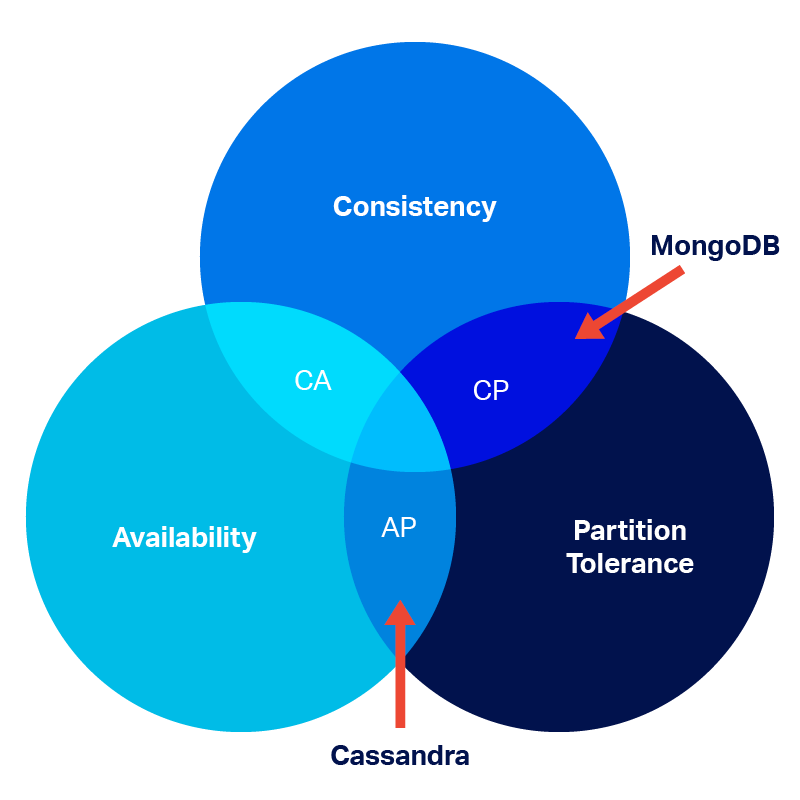 Consistency
MongoDB
CA
CP
AP
Availability
Partition
Tolerance
Cassandra